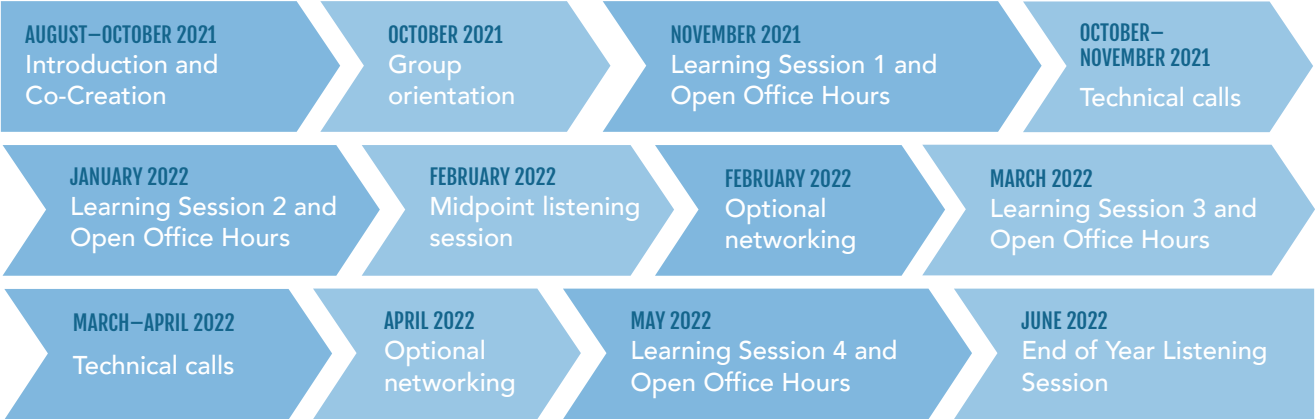 AUGUST–OCTOBER 2021
Introduction and
Co-Creation
OCTOBER 2021
Group
orientation
NOVEMBER 2021
Learning Session 1 and
Open Office Hours
OCTOBER–
NOVEMBER 2021
Technical calls
JANUARY 2022
Learning Session 2 and
Open Office Hours
FEBRUARY 2022
Midpoint listening
session
FEBRUARY 2022
Optional
networking
MARCH 2022
Learning Session 3 and
Open Office Hours
MARCH–APRIL 2022
Technical calls
APRIL 2022
Optional
networking
MAY 2022
Learning Session 4 and
Open Office Hours
JUNE 2022
End of Year Listening
Session